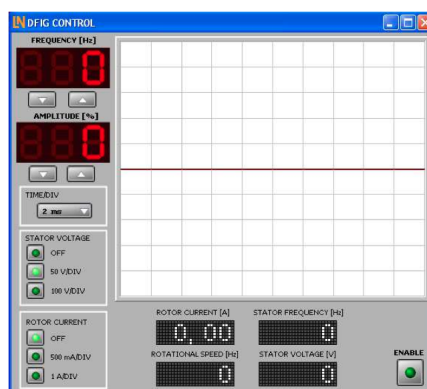 LN DFIG CONTROL
FREQUENCY [Hz]
0
AMPLITUDE [%]
0
TIME/DIV
2 ms
STATOR VOLTAGE
OFF
50 V/DIV
100 V/DIV
ROTOR CURRENT
OFF
500 mA/DIV
1 A/DIV
ROTOR CURRENT [A]
0,00
STATOR FREQUENCY [Hz]
0
ROTATIONAL SPEED [Hz]
0
STATOR VOLTAGE [V]
0
ENABLE